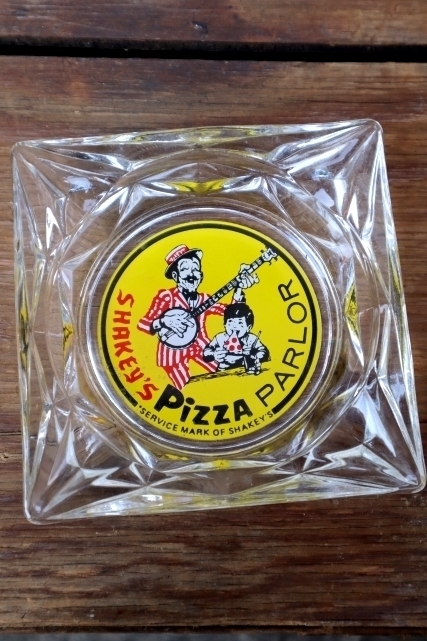 SHAKEY'S
PIZZA
PARLOR
SERVICE MARK OF SHAKEY'S